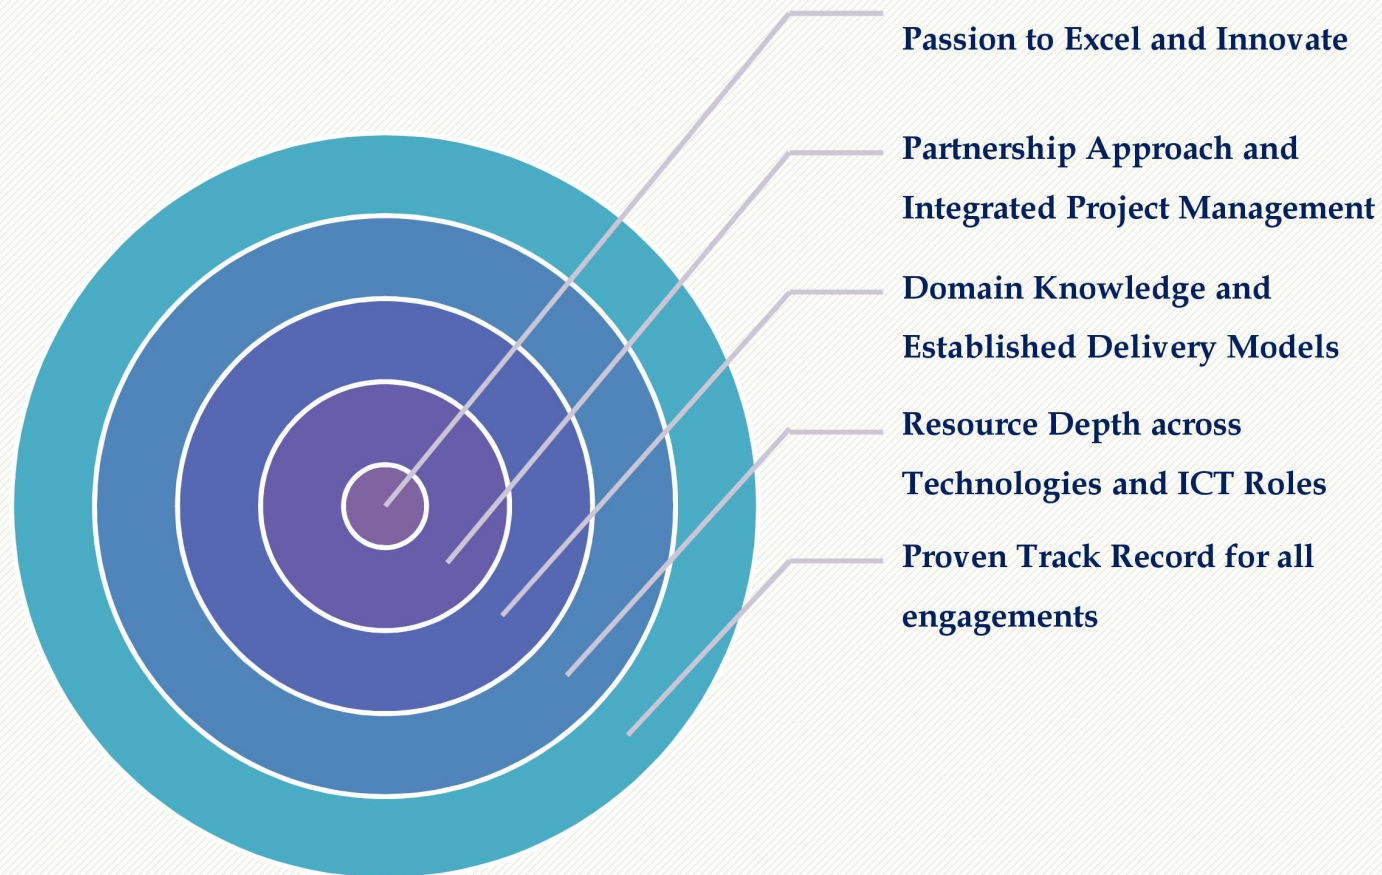 Passion to Excel and Innovate
Partnership Approach and
Integrated Project Management
Domain Knowledge and
Established Delivery Models
Resource Depth across
Technologies and ICT Roles
Proven Track Record for all
engagements